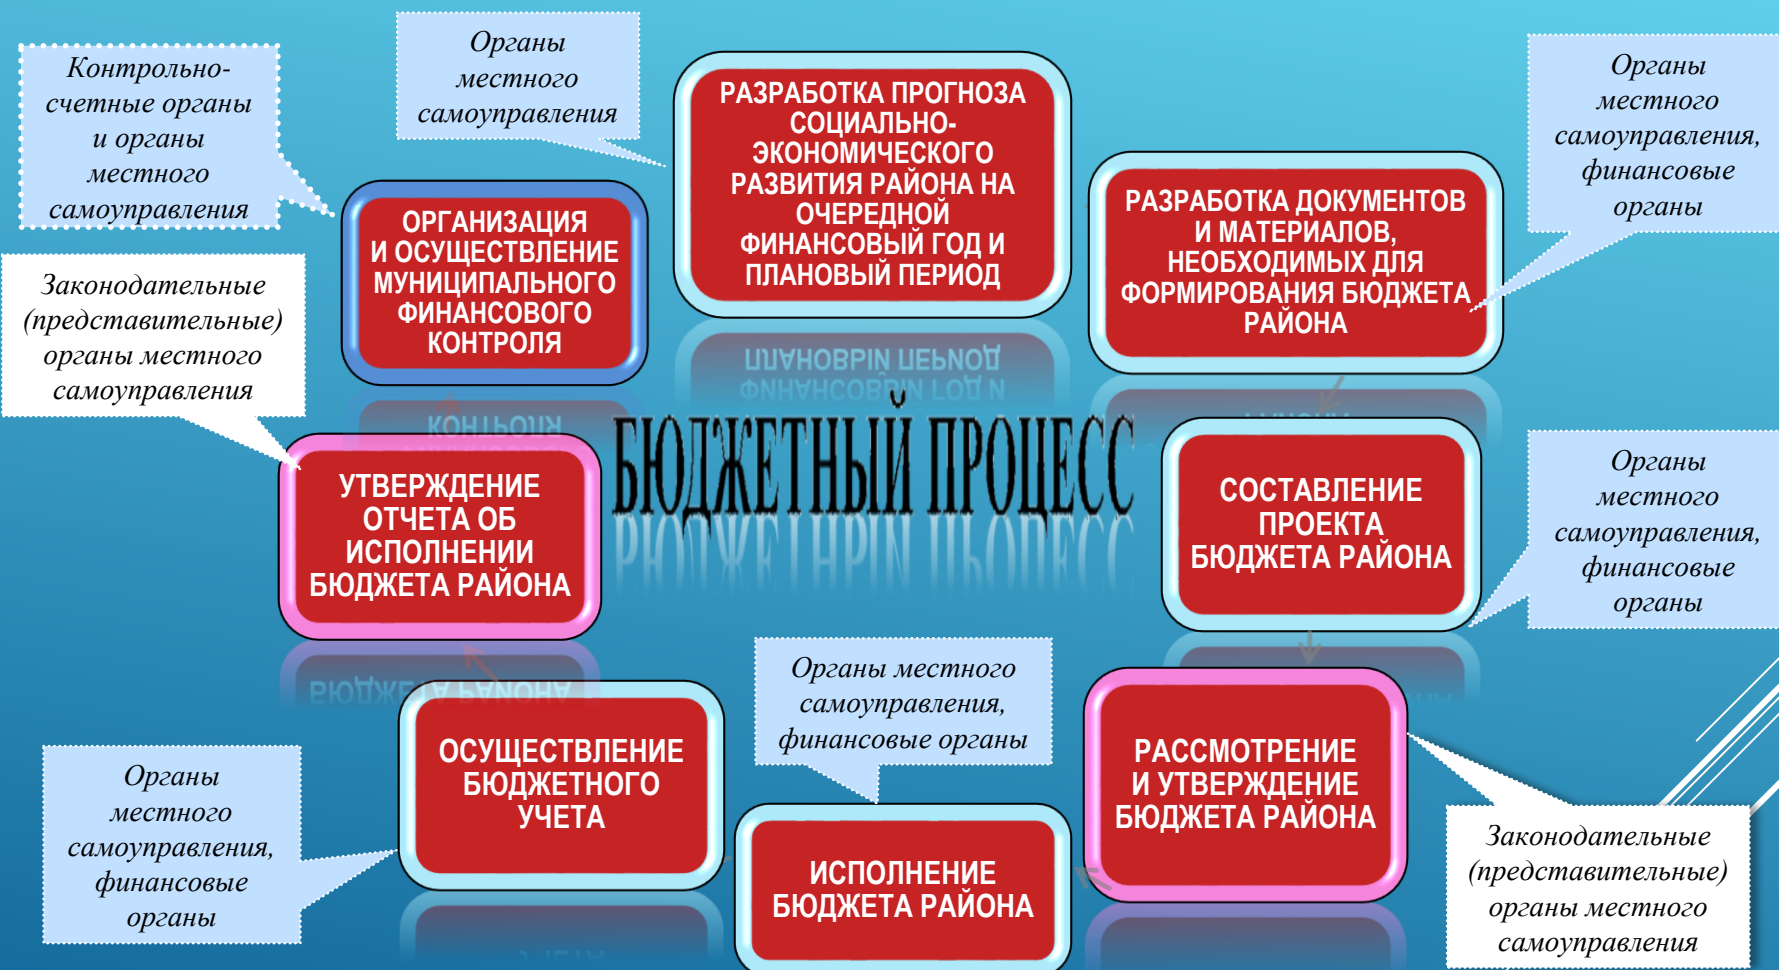 Контрольно-
счетные органы
и органы
местного
самоуправления
Органы
местного
самоуправления
РАЗРАБОТКА ПРОГНОЗА
СОЦИАЛЬНО-
ЭКОНОМИЧЕСКОГО
РАЗВИТИЯ РАЙОНА НА
ОЧЕРЕДНОЙ
ФИНАНСОВЫЙ ГОД И
ПЛАНОВЫЙ ПЕРИОД
Органы
местного
самоуправления,
финансовые
органы
РАЗРАБОТКА ДОКУМЕНТОВ
И МАТЕРИАЛОВ,
НЕОБХОДИМЫХ ДЛЯ
ФОРМИРОВАНИЯ БЮДЖЕТА
РАЙОНА
ОРГАНИЗАЦИЯ
И ОСУЩЕСТВЛЕНИЕ
МУНИЦИПАЛЬНОГО
ФИНАНСОВОГО
КОНТРОЛЯ
Законодательные
(представительные)
органы местного
самоуправления
БЮДЖЕТНЫЙ ПРОЦЕСС
УТВЕРЖДЕНИЕ
ОТЧЕТА ОБ
ИСПОЛНЕНИИ
БЮДЖЕТА РАЙОНА
СОСТАВЛЕНИЕ
ПРОЕКТА
БЮДЖЕТА РАЙОНА
Органы
местного
самоуправления,
финансовые
органы
Органы местного
самоуправления,
финансовые органы
ОСУЩЕСТВЛЕНИЕ
БЮДЖЕТНОГО
УЧЕТА
РАССМОТРЕНИЕ
И УТВЕРЖДЕНИЕ
БЮДЖЕТА РАЙОНА
Органы
местного
самоуправления,
финансовые
органы
ИСПОЛНЕНИЕ
БЮДЖЕТА РАЙОНА
Законодательные
(представительные)
органы местного
самоуправления